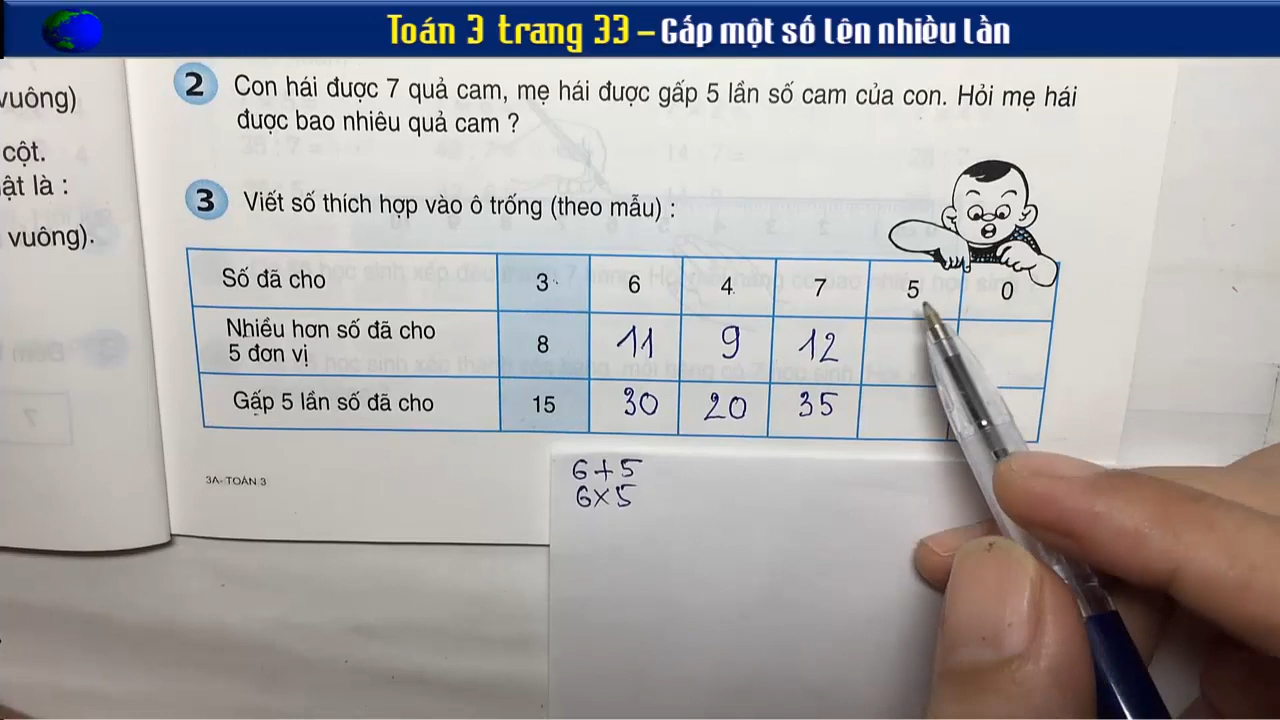 Toán 3 trang 33 – Gấp một số lên nhiều lần
vuông)
cột.
ật là :
vuông).
2 Con hái được 7 quả cam, mẹ hái được gấp 5 lần số cam của con. Hỏi mẹ hái
được bao nhiêu quả cam ?
3 Viết số thích hợp vào ô trống (theo mẫu) :
Số đã cho 3 6 4 7 5 0
Nhiều hơn số đã cho
5 đơn vị 8 11 9 12
Gấp 5 lần số đã cho 15 30 20 35
3A- TOÁN 3
6+5
6×5